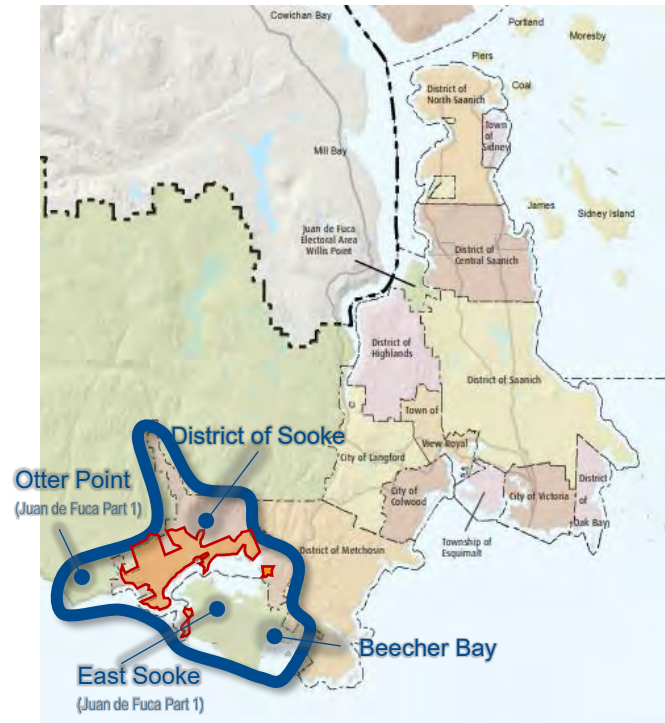 Cowichan Bay
Portland
Moresby
Piers
Coal
District of
North Saanich
Town
of
Sidney
Mill Bay
James
Sidney Island
Juan de Fuca
Electoral Area
Willis Point
District of
Central Saanich
District of
Highlands
District of Saanich
Town of
View Royal
City of Langford
City of
Colwood
City of Victoria
District
of
Oak Bay
Township of
Esquimalt
District of Metchosin
District of Sooke
Otter Point
(Juan de Fuca Part 1)
Beecher Bay
East Sooke
(Juan de Fuca Part 1)